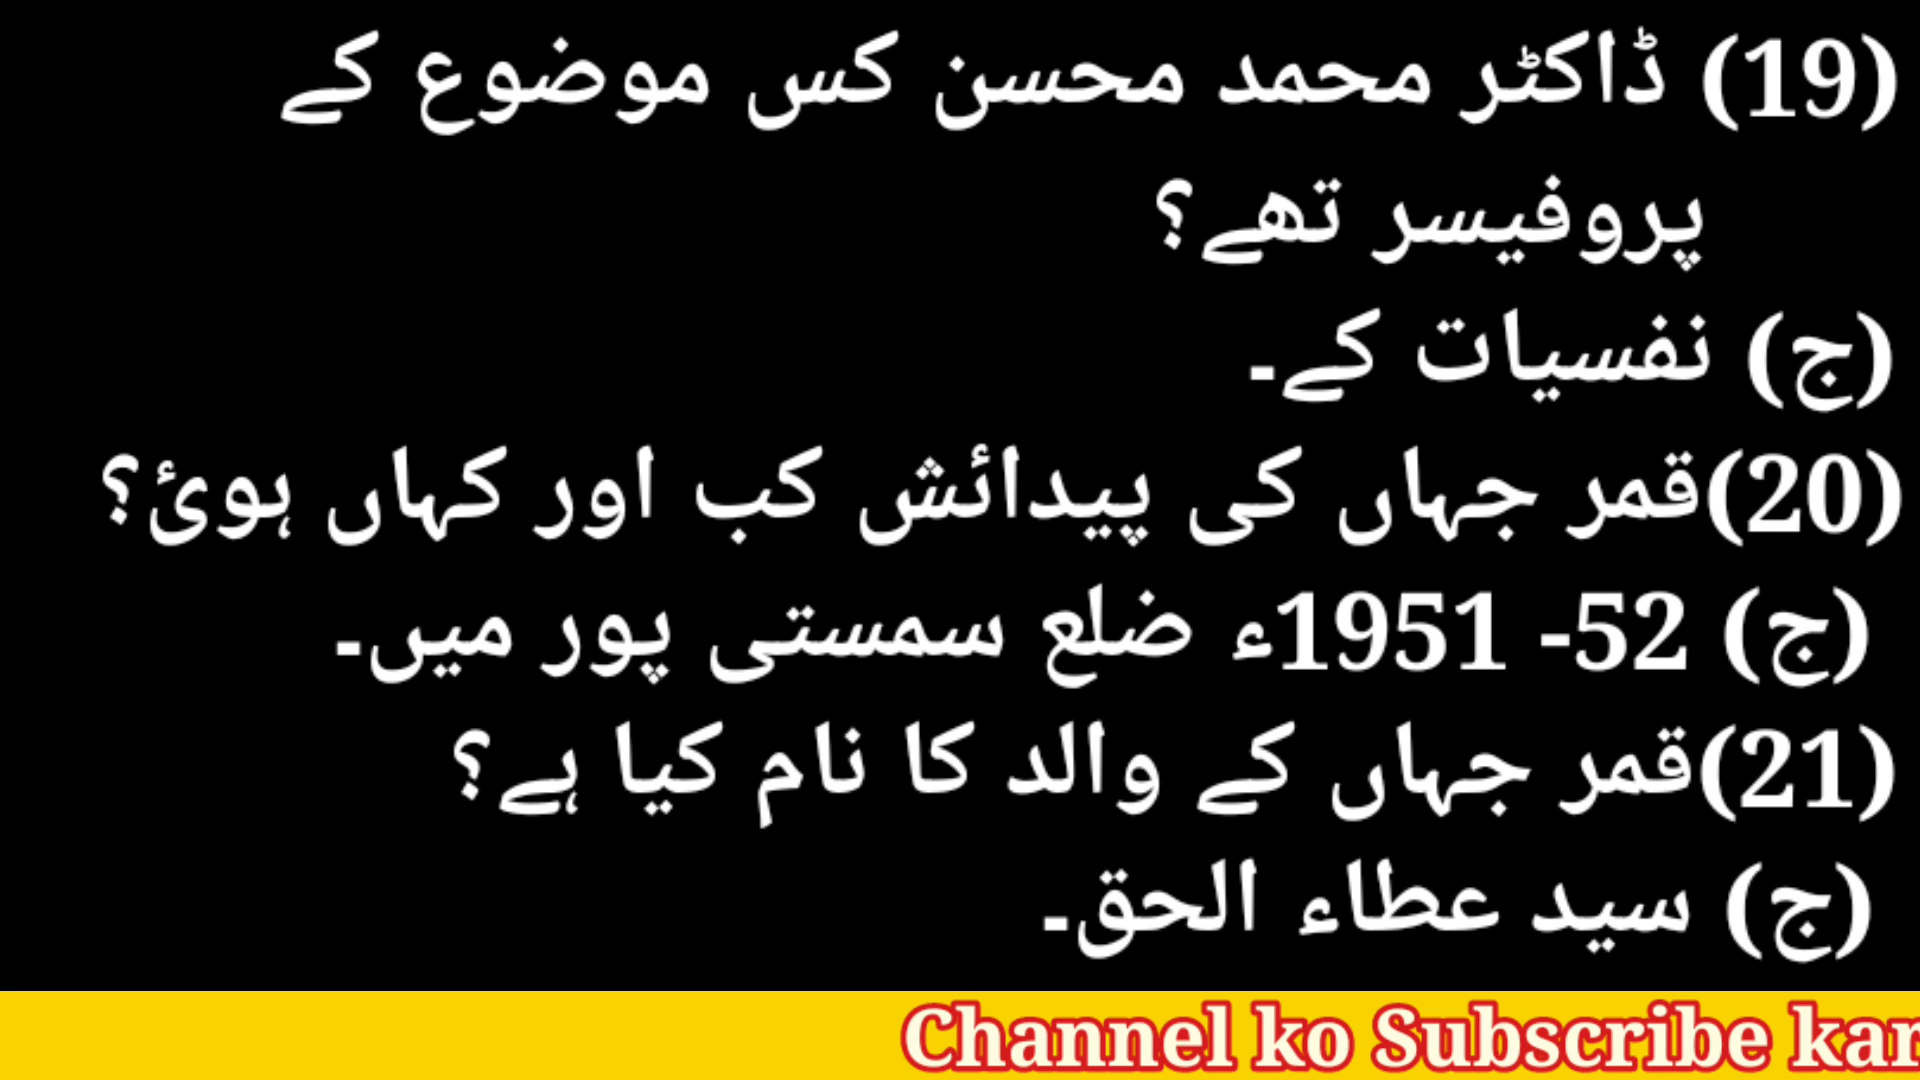 (19) ڈاکٹر محمد محسن کس موضوع کے
پروفیسر تھے؟
(ج) نفسیات کے۔
(20)قمر جہاں کی پیدائش کب اور کہاں ہوئ؟
(ج) 52- 1951ء ضلع سمستی پور میں۔
(21)قمر جہاں کے والد کا نام کیا ہے؟
(ج) سید عطاء الحق۔
Channel ko Subscribe kar